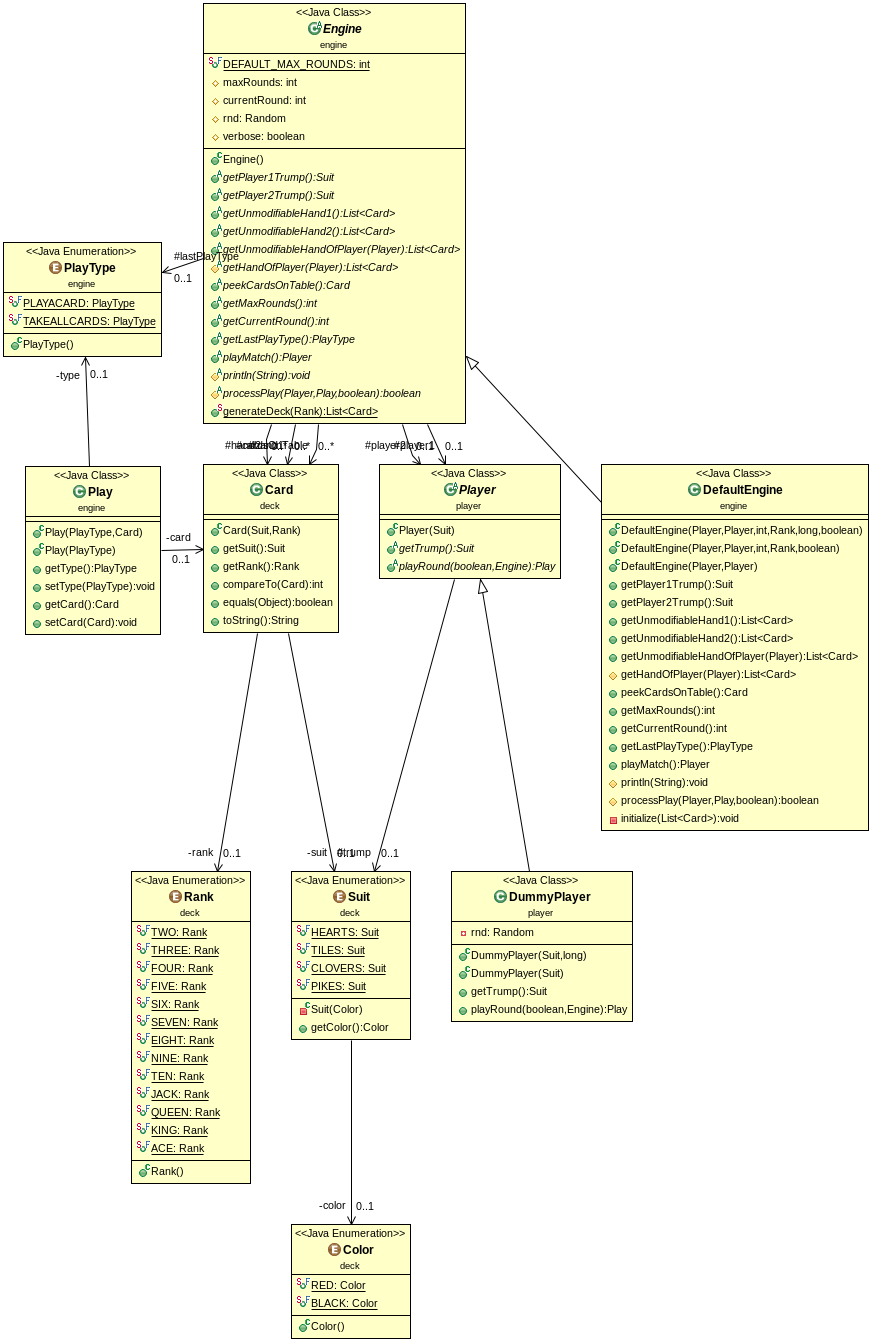 <<Java Class>>
Engine
engine
DEFAULT_MAX_ROUNDS: int
maxRounds: int
currentRound: int
rnd: Random
verbose: boolean
Engine()
getPlayer1Trump():Suit
getPlayer2Trump():Suit
getUnmodifiableHand1():List<Card>
getUnmodifiableHand2():List<Card>
getUnmodifiableHandOfPlayer(Player):List<Card>
getHandOfPlayer(Player):List<Card>
peekCardsOnTable():Card
getMaxRounds():int
getCurrentRound():int
getLastPlayType():PlayType
playMatch():Player
println(String):void
processPlay(Player,Play,boolean):boolean
generateDeck(Rank):List<Card>
#lastPlayType
0..1
<<Java Enumeration>>
PlayType
engine
PLAYACARD: PlayType
TAKEALLCARDS: PlayType
PlayType()
-type
0..1
0..*
0..*
#player2
#player1
0..1
0..1
<<Java Class>>
Play
engine
Play(PlayType,Card)
Play(PlayType)
getType():PlayType
setType(PlayType):void
getCard():Card
setCard(Card):void
-card
0..1
<<Java Class>>
Card
deck
Card(Suit,Rank)
getSuit():Suit
getRank():Rank
compareTo(Card):int
equals(Object):boolean
toString():String
<<Java Class>>
Player
player
Player(Suit)
getTrump():Suit
playRound(boolean,Engine):Play
<<Java Class>>
DefaultEngine
engine
DefaultEngine(Player,Player,int,Rank,long,boolean)
DefaultEngine(Player,Player,int,Rank,boolean)
DefaultEngine(Player,Player)
getPlayer1Trump():Suit
getPlayer2Trump():Suit
getUnmodifiableHand1():List<Card>
getUnmodifiableHand2():List<Card>
getUnmodifiableHandOfPlayer(Player):List<Card>
getHandOfPlayer(Player):List<Card>
peekCardsOnTable():Card
getMaxRounds():int
getCurrentRound():int
getLastPlayType():PlayType
playMatch():Player
println(String):void
processPlay(Player,Play,boolean):boolean
initialize(List<Card>):void
-rank
0..1
-suit
0..1
#trump
0..1
<<Java Enumeration>>
Rank
deck
TWO: Rank
THREE: Rank
FOUR: Rank
FIVE: Rank
SIX: Rank
SEVEN: Rank
EIGHT: Rank
NINE: Rank
TEN: Rank
JACK: Rank
QUEEN: Rank
KING: Rank
ACE: Rank
Rank()
<<Java Enumeration>>
Suit
deck
HEARTS: Suit
TILES: Suit
CLOVERS: Suit
PIKES: Suit
Suit(Color)
getColor():Color
<<Java Class>>
DummyPlayer
player
rnd: Random
DummyPlayer(Suit,long)
DummyPlayer(Suit)
getTrump():Suit
playRound(boolean,Engine):Play
-color
0..1
<<Java Enumeration>>
Color
deck
RED: Color
BLACK: Color
Color()